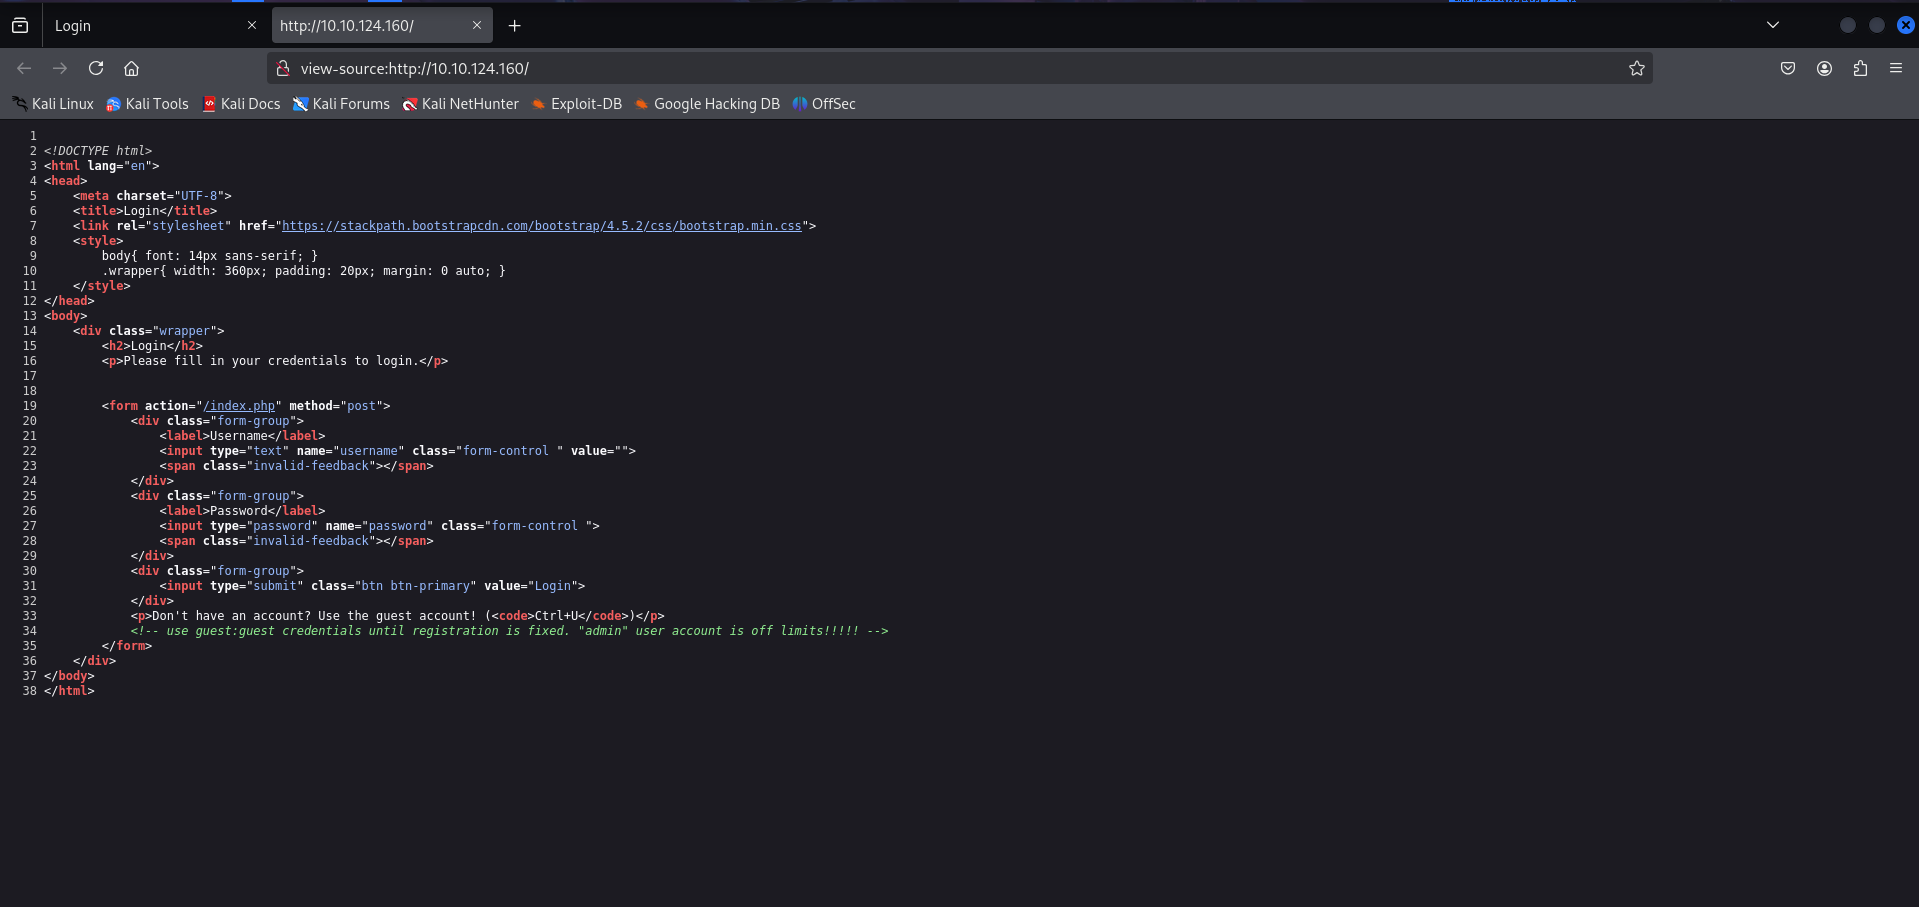 Login
http://10.10.124.160/
view-source:http://10.10.124.160/
Kali Linux Kali Tools Kali Docs Kali Forums Kali NetHunter Exploit-DB Google Hacking DB OffSec
1
2 <!DOCTYPE html>
3 <html lang="en">
4 <head>
5     <meta charset="UTF-8">
6     <title>Login</title>
7     <link rel="stylesheet" href="https://stackpath.bootstrapcdn.com/bootstrap/4.5.2/css/bootstrap.min.css">
8     <style>
9         body{ font: 14px sans-serif; }
10         .wrapper{ width: 360px; padding: 20px; margin: 0 auto; }
11     </style>
12 </head>
13 <body>
14     <div class="wrapper">
15         <h2>Login</h2>
16         <p>Please fill in your credentials to login.</p>
17
18
19         <form action="/index.php" method="post">
20             <div class="form-group">
21                 <label>Username</label>
22                 <input type="text" name="username" class="form-control " value="">
23                 <span class="invalid-feedback"></span>
24             </div>
25             <div class="form-group">
26                 <label>Password</label>
27                 <input type="password" name="password" class="form-control ">
28                 <span class="invalid-feedback"></span>
29             </div>
30             <div class="form-group">
31                 <input type="submit" class="btn btn-primary" value="Login">
32             </div>
33             <p>Don't have an account? Use the guest account! (<code>Ctrl+U</code>)</p>
34             <!-- use guest:guest credentials until registration is fixed. "admin" user account is off limits!!!!! -->
35         </form>
36     </div>
37 </body>
38 </html>